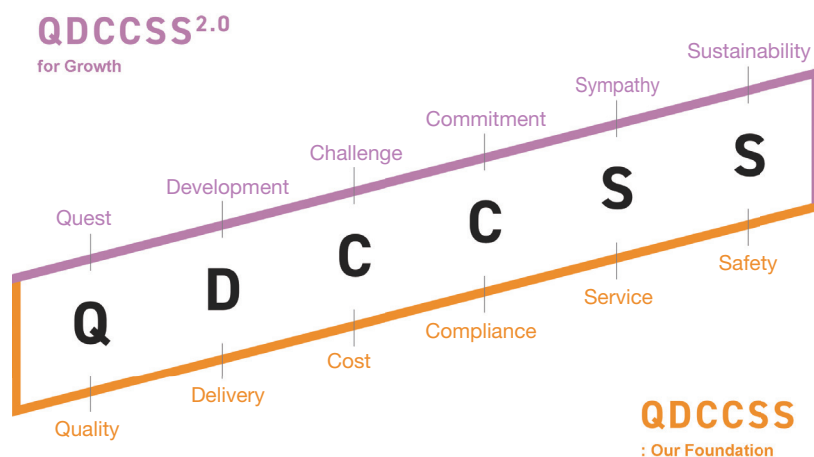 QDCCSS2.0
for Growth
Sustainability
Sympathy
Commitment
Challenge
Development
Quest
Q D C C S S
Safety
Service
Compliance
Cost
Delivery
Quality
QDCCSS
: Our Foundation